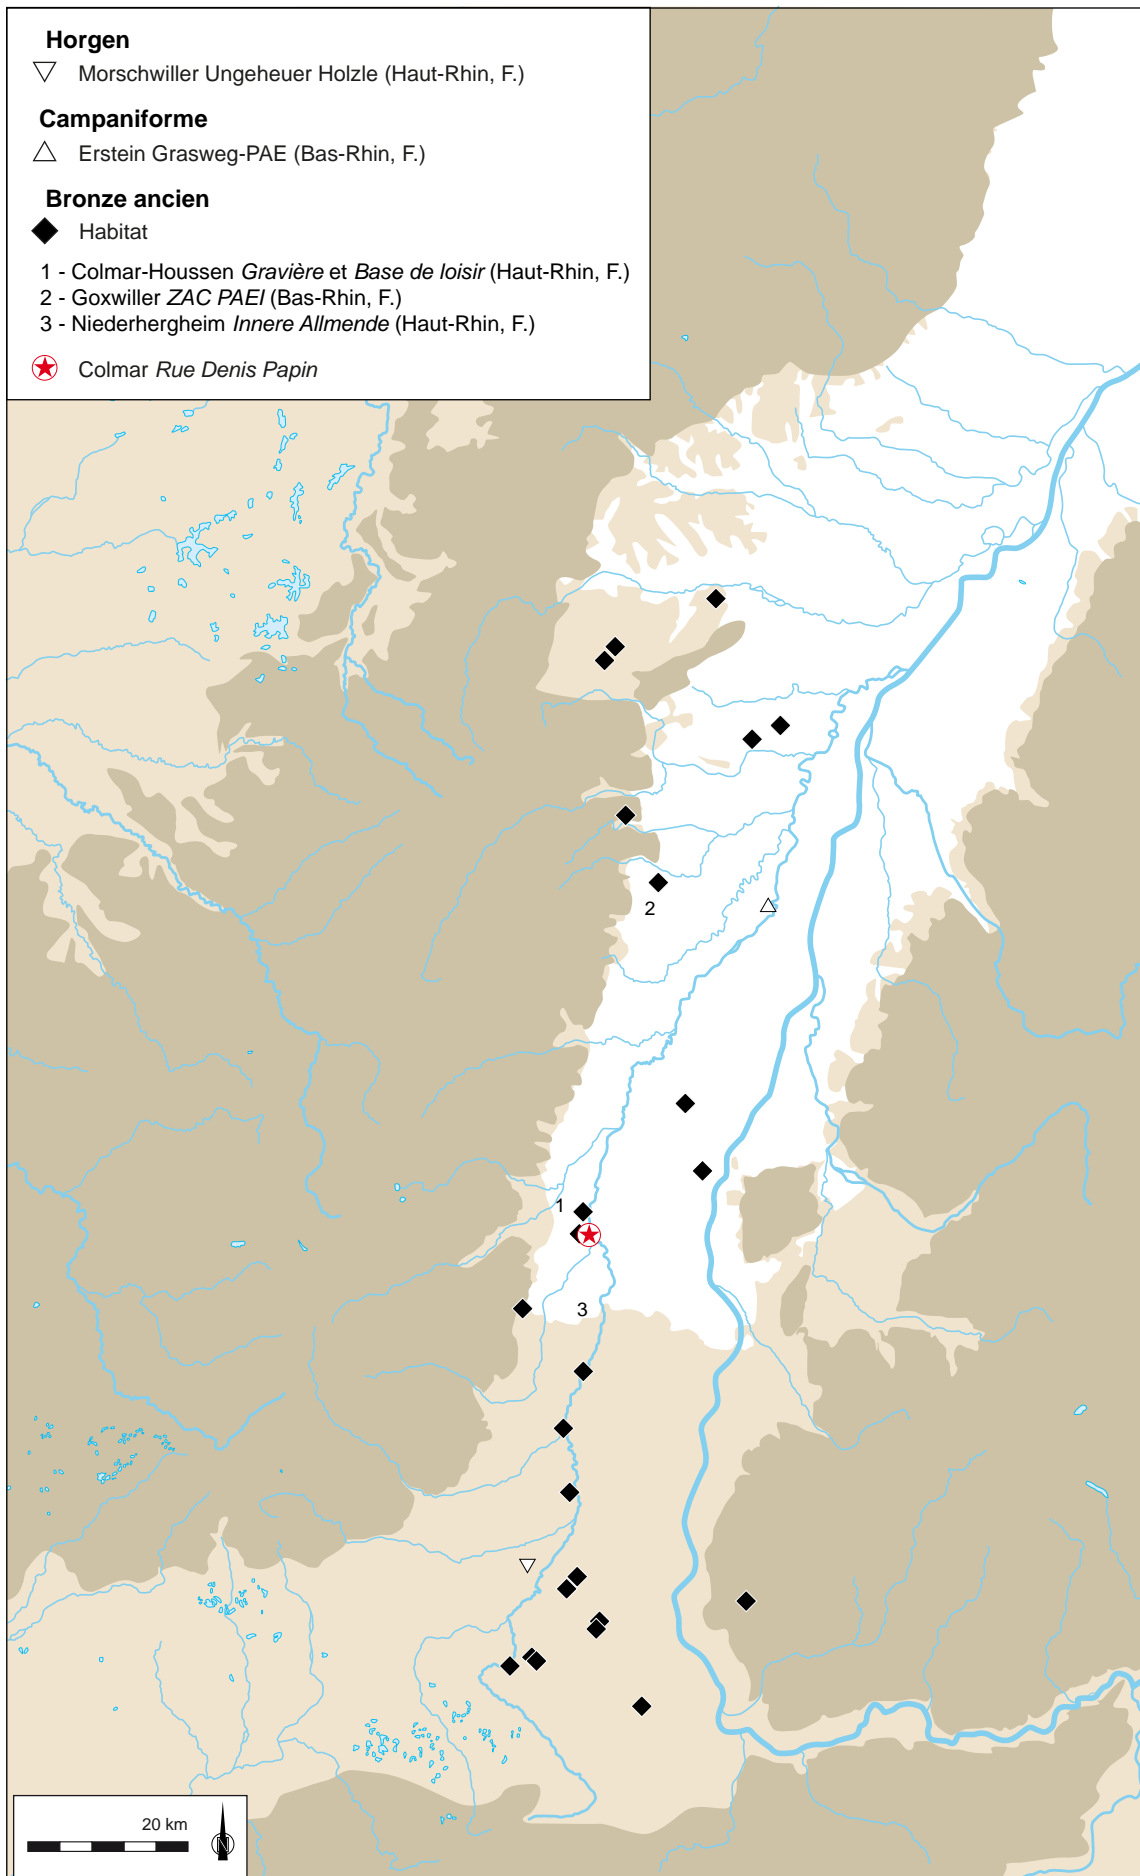 Horgen
Morschwiller Ungeheuer Holzle (Haut-Rhin, F.)
Campaniforme
Erstein Grasweg-PAE (Bas-Rhin, F.)
Bronze ancien
Habitat
1 - Colmar-Houssen Gravière et Base de loisir (Haut-Rhin, F.)
2 - Goxwiller ZAC PAEI (Bas-Rhin, F.)
3 - Niederhergheim Innere Allmende (Haut-Rhin, F.)
Colmar Rue Denis Papin
2
1
3
20 km
N